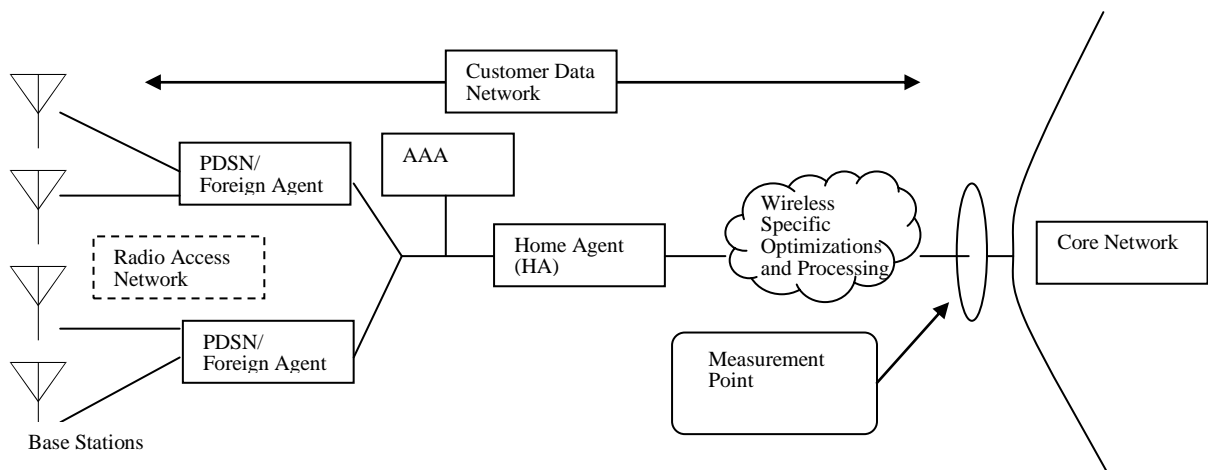 Customer Data
Network
PDSN/
Foreign Agent
AAA
Radio Access
Network
Home Agent
(HA)
Wireless
Specific
Optimizations
and Processing
Core Network
PDSN/
Foreign Agent
Measurement
Point
Base Stations